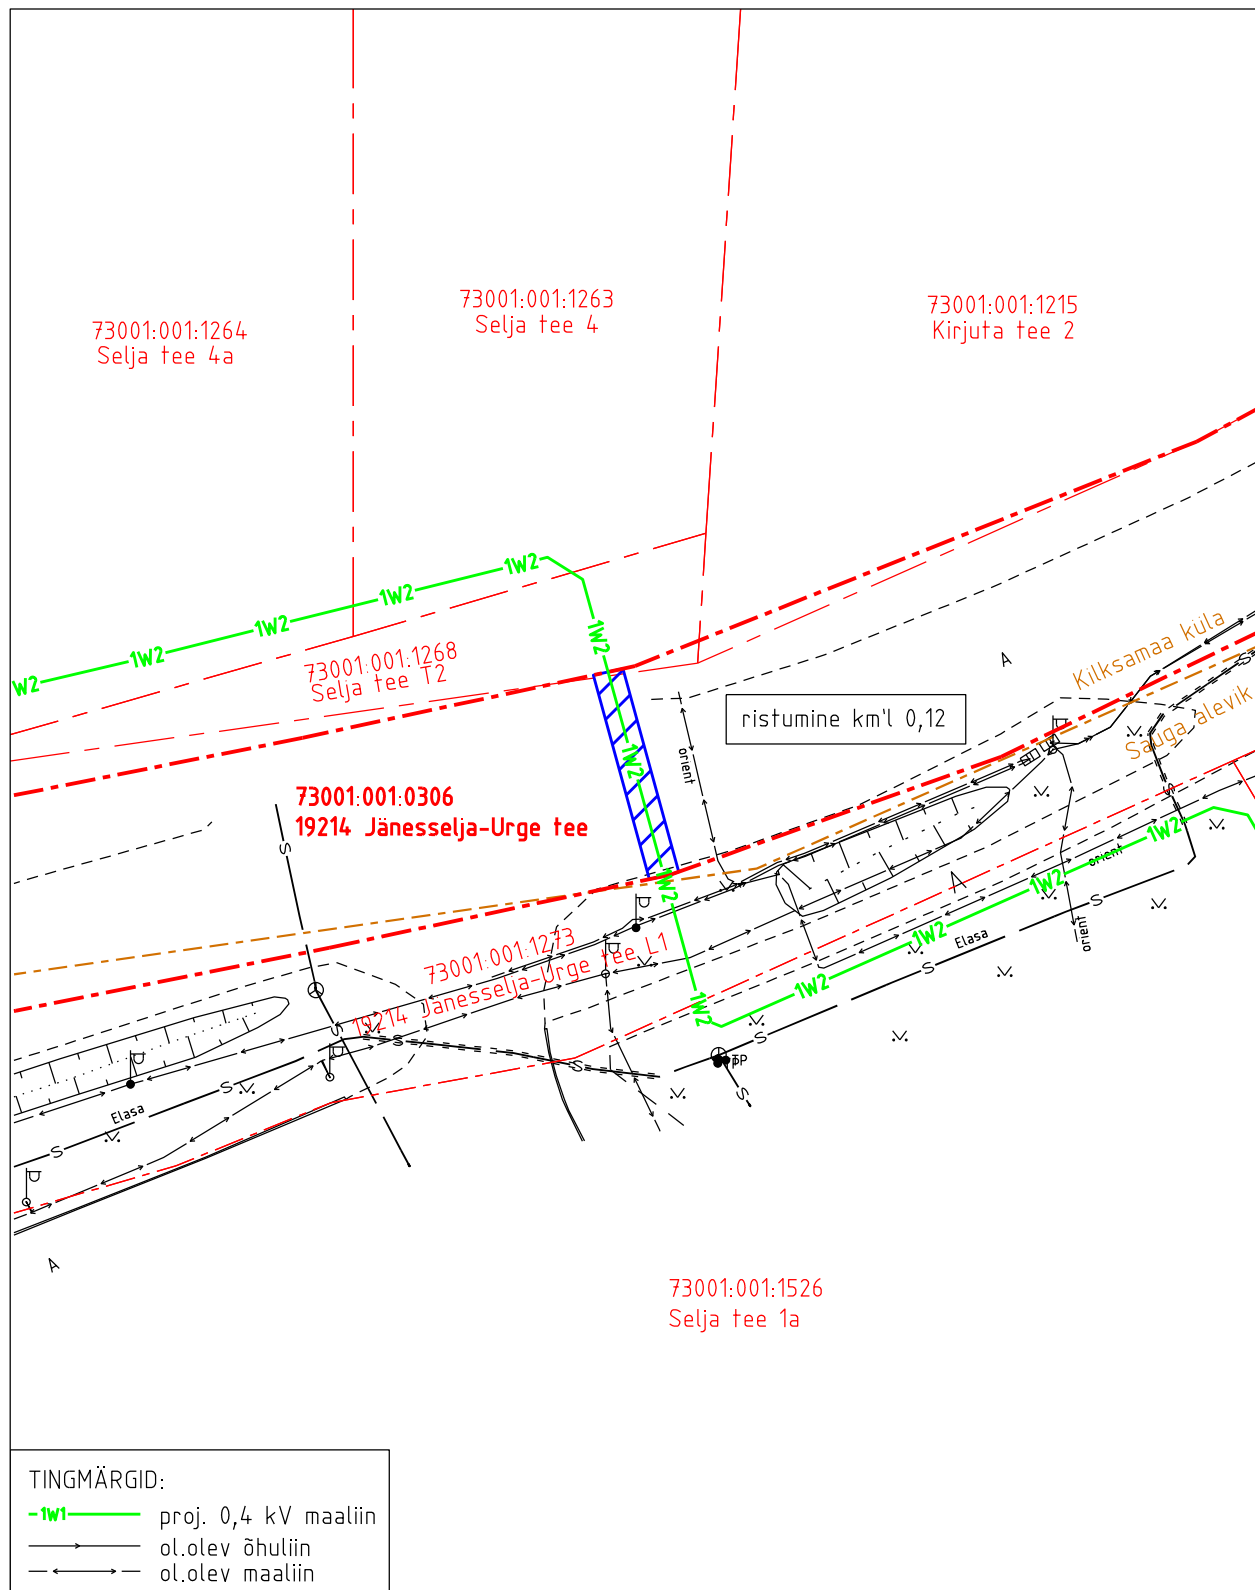 73001:001:1264
Selja tee 4a
73001:001:1263
Selja tee 4
73001:001:1215
Kirjuta tee 2
1W2
1W2
1W2
1W2
W2
1W2
73001:001:1268
Selja tee T2
A
Kilksamaa küla
Sauga alevik
S
ristumine km'l 0,12
orient
1W2
73001:001:0306
19214 Jänesselja-Urge tee
S
S
1W2
orient
1W2
1W2
S
A
1W2
Elasa
orient
S
1W2
73001:001:1273
19214 Jänesselja-Urge tee L1
1W2
S
S
S
S
TP
S
S
Elasa
S
A
73001:001:1526
Selja tee 1a
TINGMÄRGID:
1W1 proj. 0,4 kV maaliin
ol.olev õhuliin
ol.olev maaliin